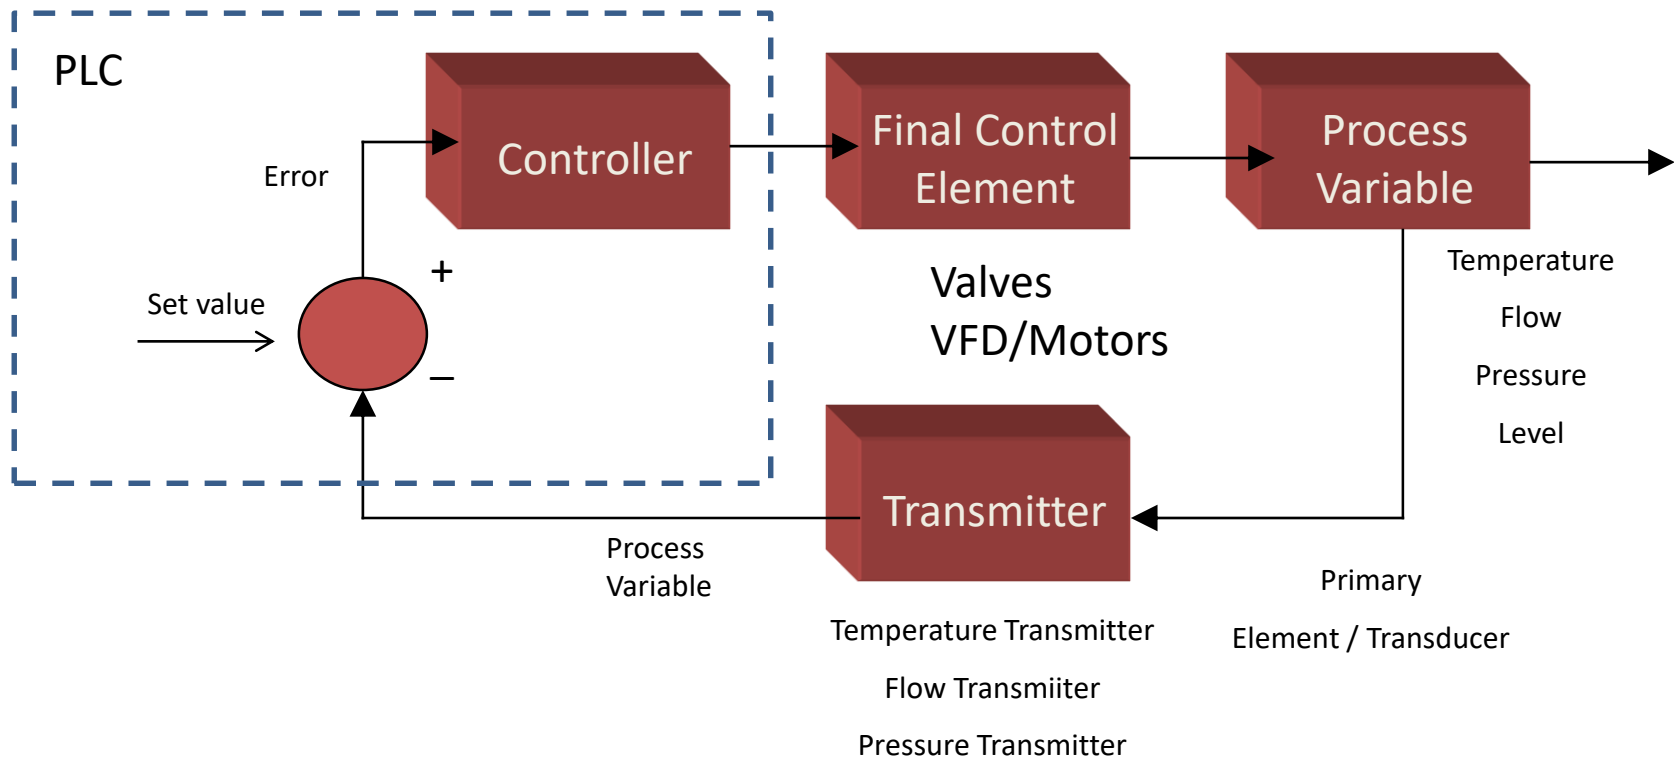 PLC
Controller
Final Control
Element
Process
Variable
Error
+
Set value
–
Valves
VFD/Motors
Temperature
Flow
Pressure
Level
Transmitter
Process
Variable
Primary
Element / Transducer
Temperature Transmitter
Flow Transmiiter
Pressure Transmitter